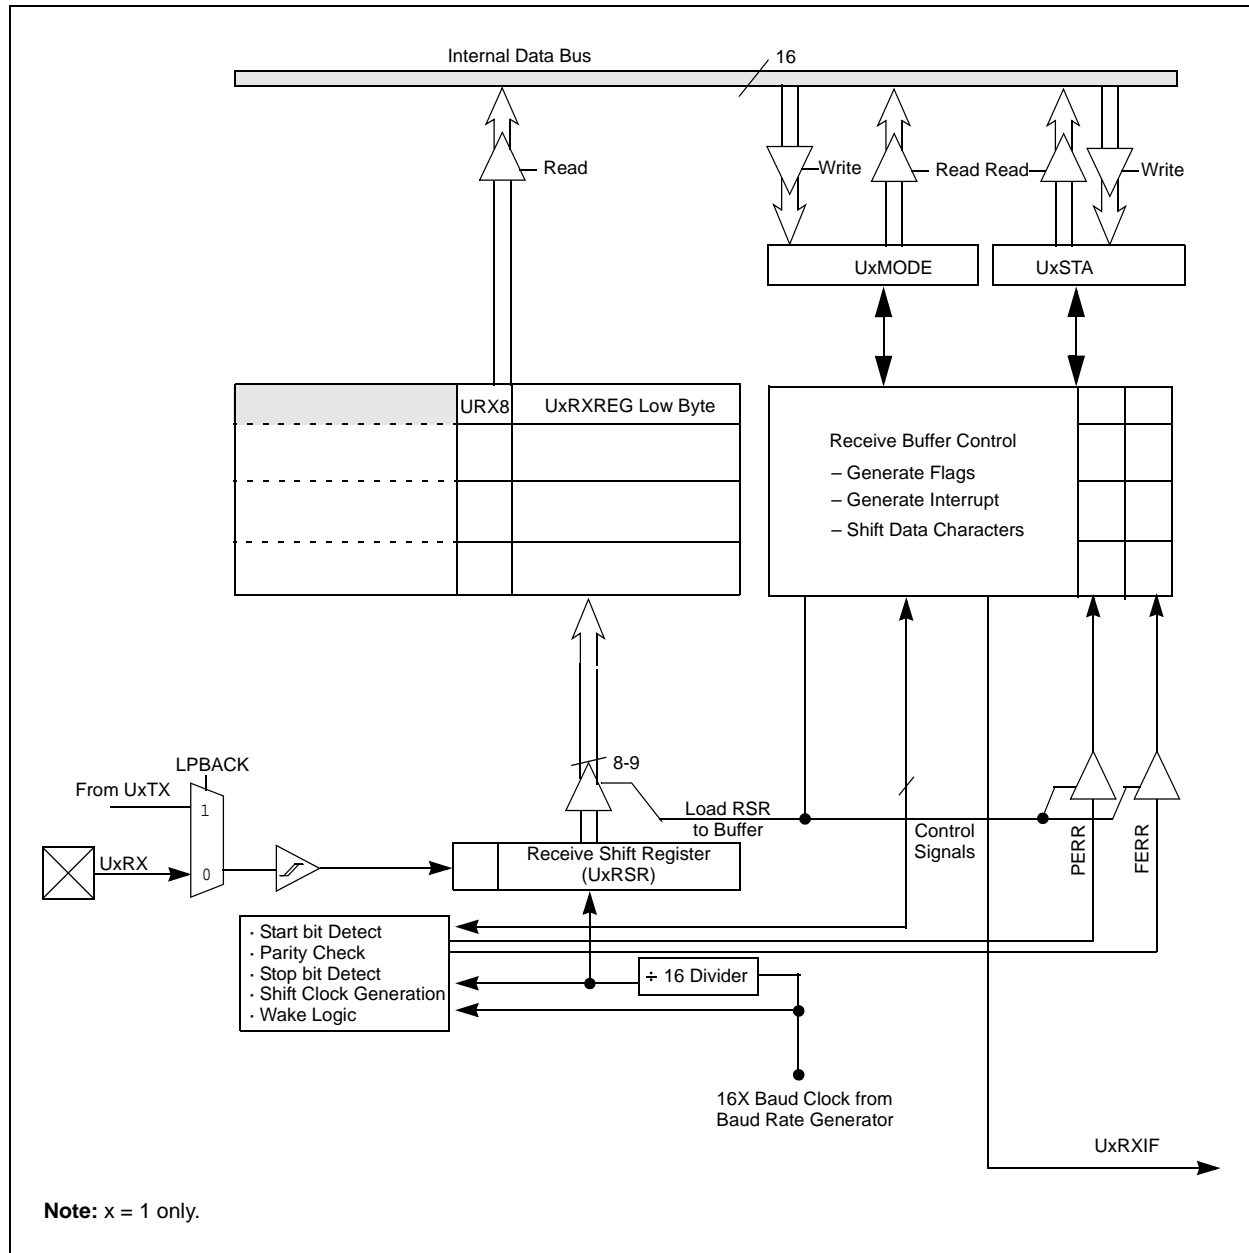 Internal Data Bus
16
Read
Write
Read Read
Write
UxMODE
UxSTA
URX8
UxRXREG Low Byte
Receive Buffer Control
– Generate Flags
– Generate Interrupt
– Shift Data Characters
LPBACK
From UxTX
1
8-9
Load RSR
to Buffer
Control
Signals
PERR
FERR
UxRX
0
Receive Shift Register
(UxRSR)
· Start bit Detect
· Parity Check
· Stop bit Detect
· Shift Clock Generation
· Wake Logic
÷ 16 Divider
16X Baud Clock from
Baud Rate Generator
UxRXIF
Note: x = 1 only.